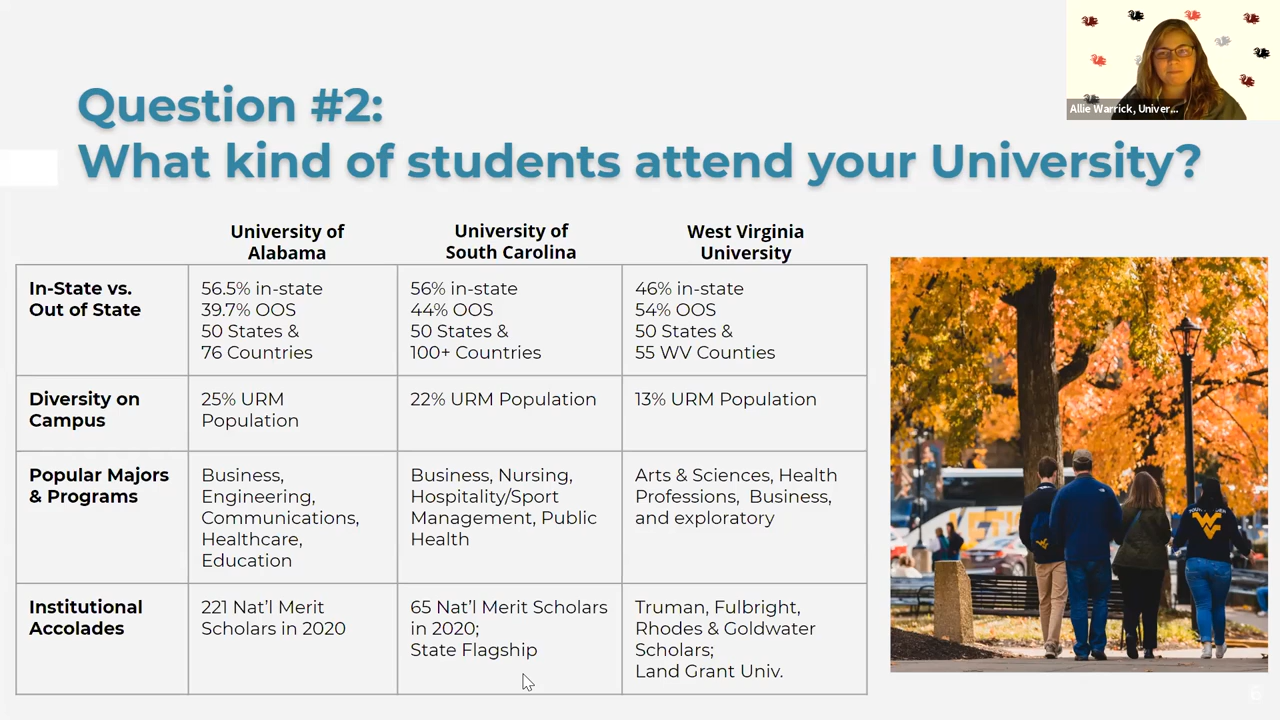 Allie Warrick, Univer...
Question #2:
What kind of students attend your University?
University of
Alabama
University of
South Carolina
West Virginia
University
In-State vs.
Out of State
56.5% in-state
39.7% OOS
50 States &
76 Countries
56% in-state
44% OOS
50 States &
100+ Countries
46% in-state
54% OOS
50 States &
55 WV Counties
Diversity on
Campus
25% URM
Population
22% URM Population
13% URM Population
Popular Majors
& Programs
Business,
Engineering,
Communications,
Healthcare,
Education
Business, Nursing,
Hospitality/Sport
Management, Public
Health
Arts & Sciences, Health
Professions, Business,
and exploratory
Institutional
Accolades
221 Nat'l Merit
Scholars in 2020
65 Nat'l Merit Scholars
in 2020;
State Flagship
Truman, Fulbright,
Rhodes & Goldwater
Scholars;
Land Grant Univ.